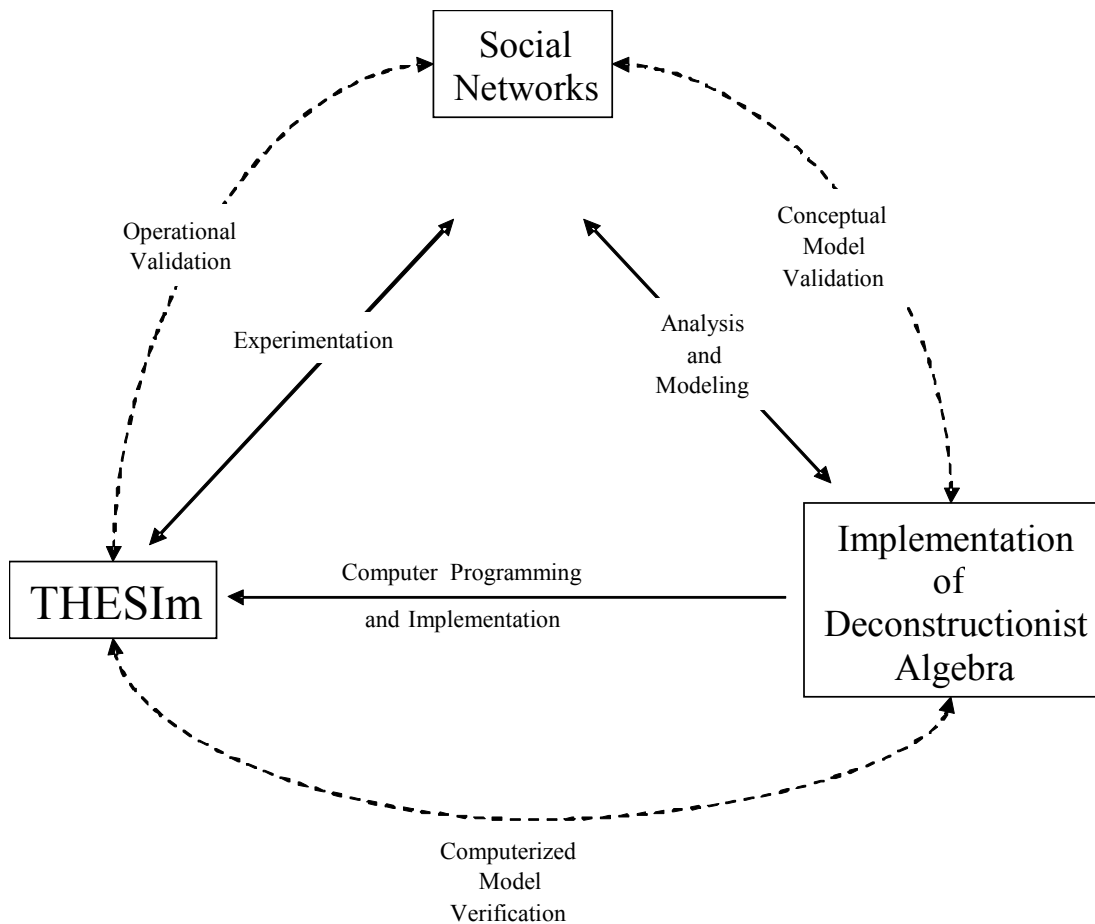 Social
Networks
Operational
Validation
Conceptual
Model
Validation
Experimentation
Analysis
and
Modeling
THESIm
Computer Programming
and Implementation
Implementation
of
Deconstructionist
Algebra
Computerized
Model
Verification